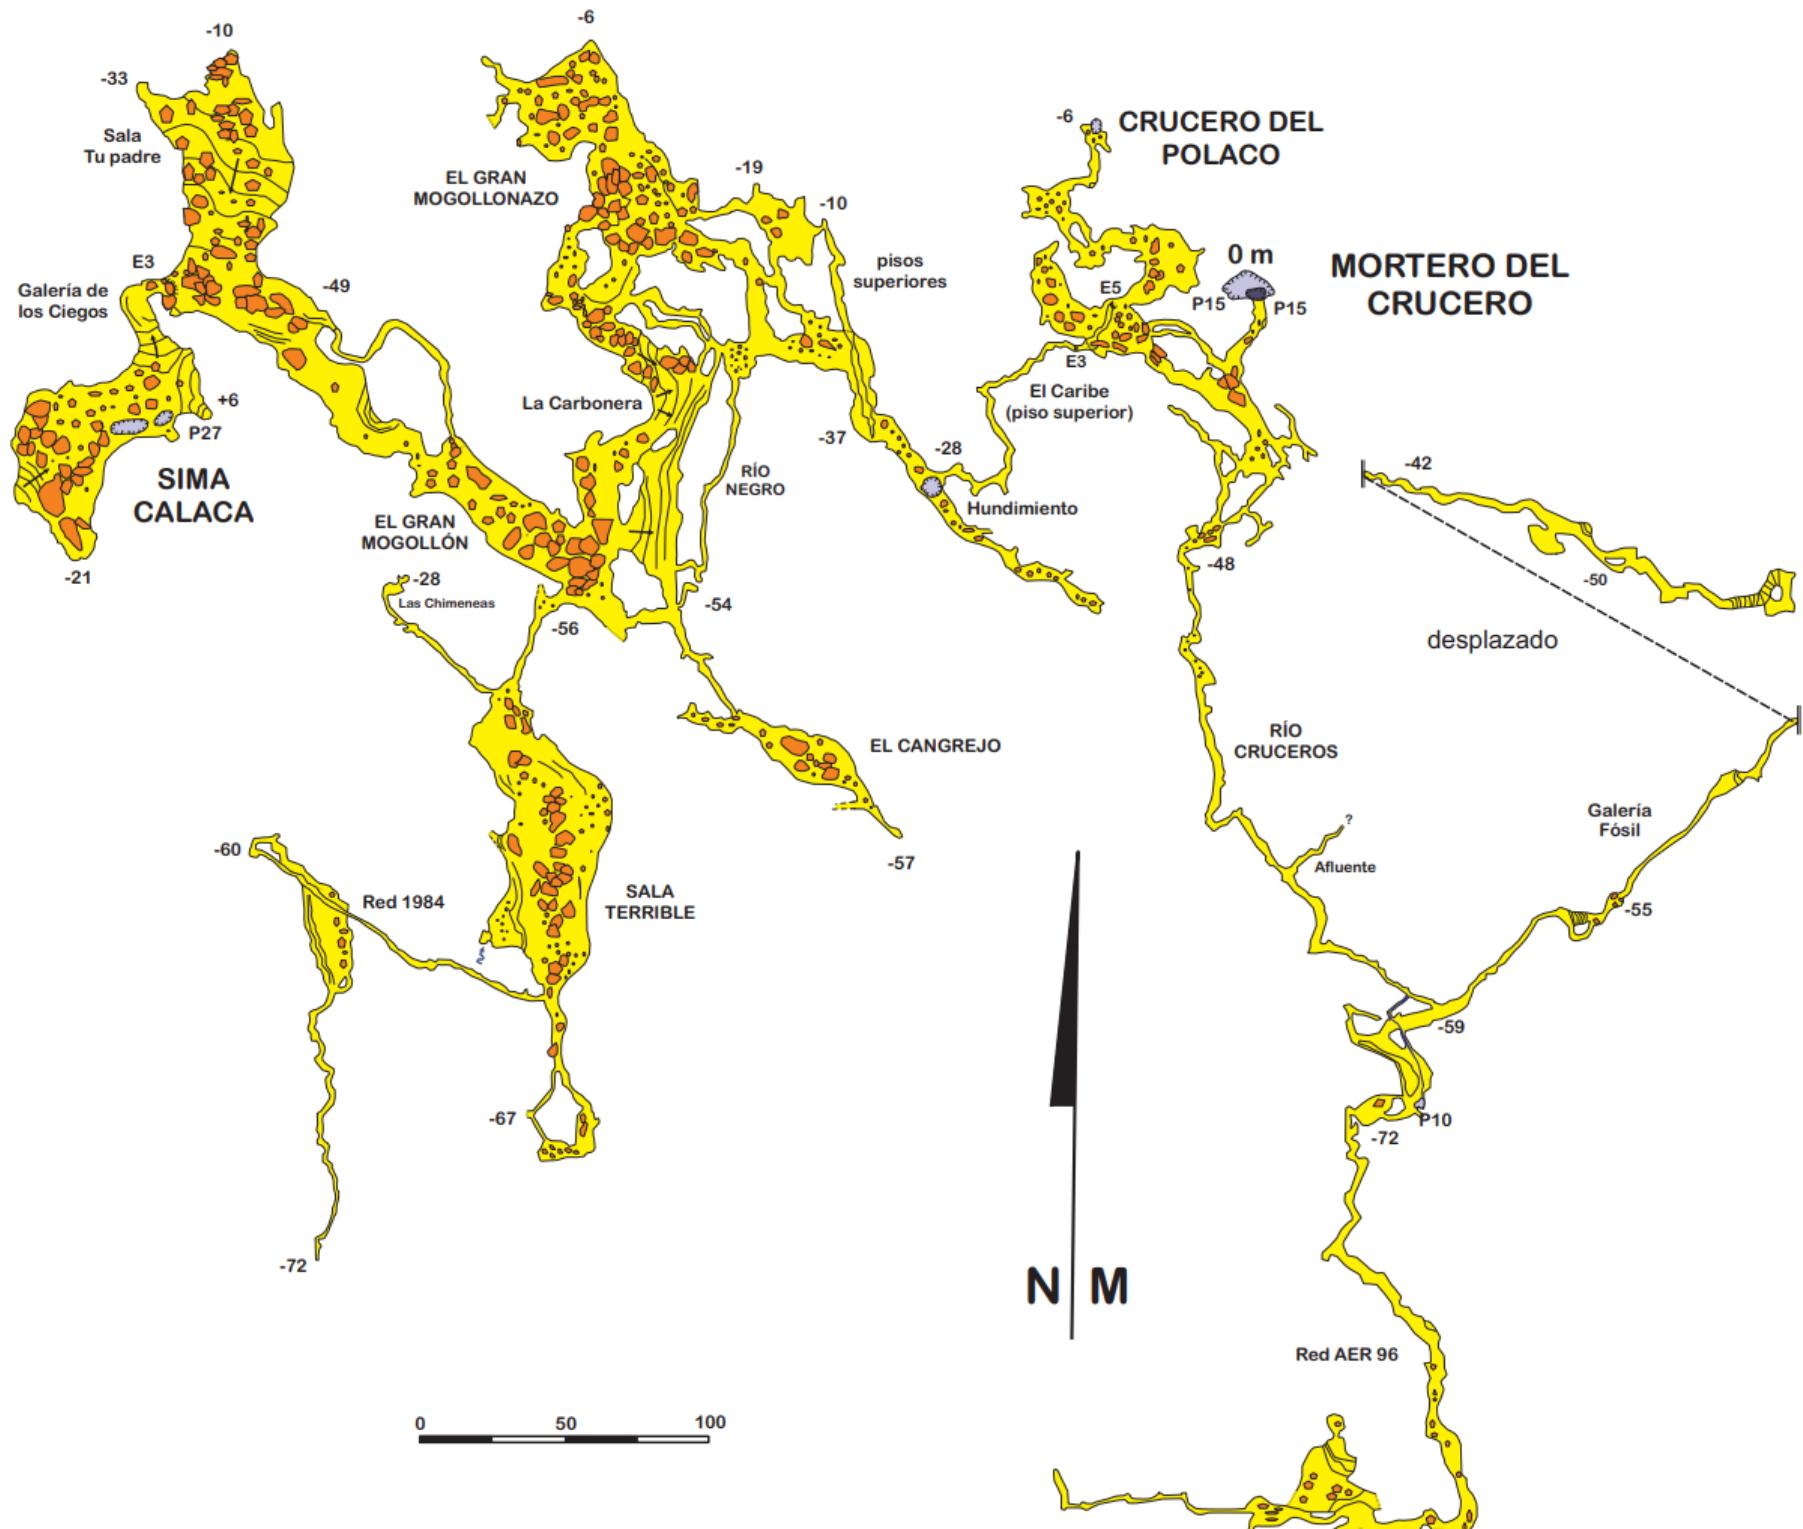 -6
-10
-33
Sala
Tu padre
EL GRAN
MOGOLLONAZO
-19
-10
pisos
superiores
-6
CRUCERO DEL
POLACO
0 m
MORTERO DEL
CRUCERO
E5
P15
P15
E3
El Caribe
(piso superior)
E3
Galería de
los Ciegos
-49
+6
P27
SIMA
CALACA
-21
La Carbonera
-37
-28
RÍO
NEGRO
Hundimiento
EL GRAN
MOGOLLÓN
-28
Las Chimeneas
-56
-54
-48
-42
-50
desplazado
RÍO
CRUCEROS
EL CANGREJO
-57
Galería
Fósil
?
Afluente
-55
-60
Red 1984
SALA
TERRIBLE
-59
-67
P10
-72
-72
N M
Red AER 96
0 50 100